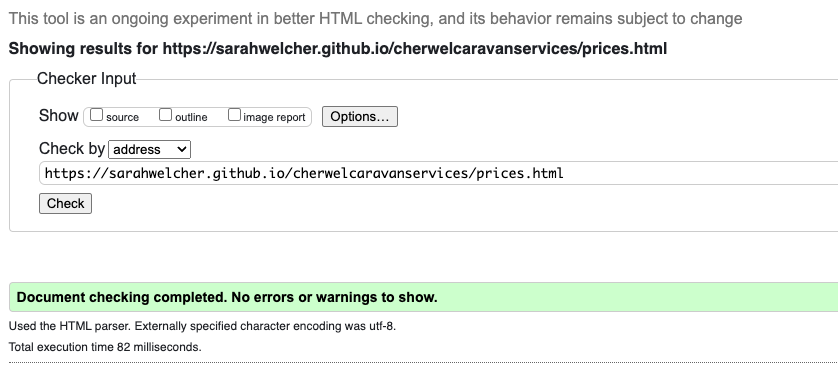 This tool is an ongoing experiment in better HTML checking, and its behavior remains subject to change
Showing results for https://sarahwelcher.github.io/cherwelcaravanservices/prices.html
Checker Input
Show source outline image report Options...
Check by address
https://sarahwelcher.github.io/cherwelcaravanservices/prices.html
Check
Document checking completed. No errors or warnings to show.
Used the HTML parser. Externally specified character encoding was utf-8.
Total execution time 82 milliseconds.